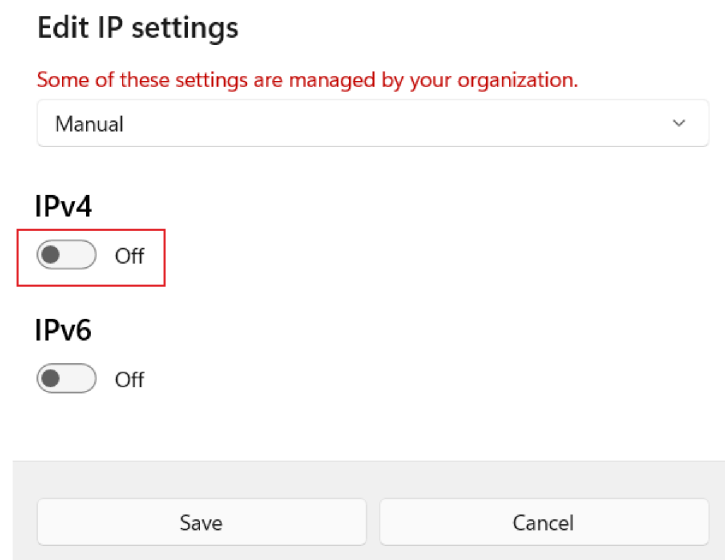 Edit IP settings
Some of these settings are managed by your organization.
Manual
IPv4
Off
IPv6
Off
Save Cancel